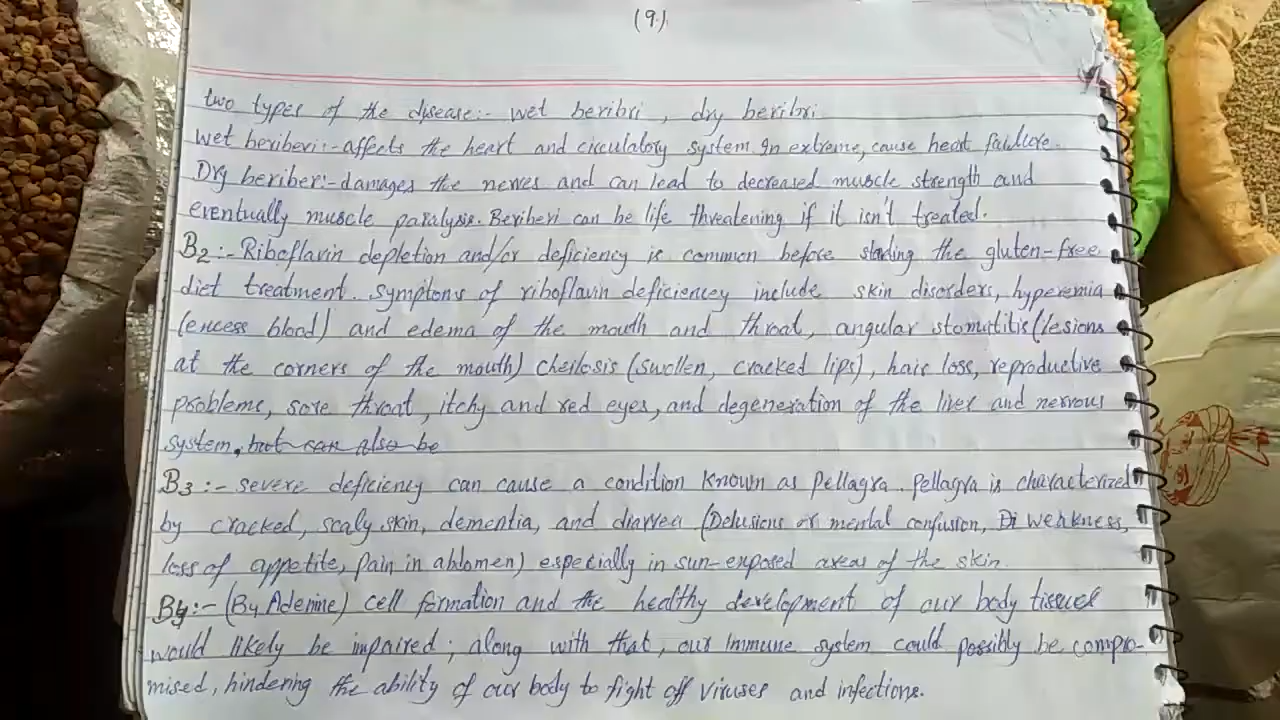 (9.)
two types of the dysease:- wet beribri, dry beribri
wet beriberi:-affects the heart and circulatory system. In extreme, cause heart failure.
Dry beriber:-damages the nerves and can lead to decreased muscle strength and
eventually muscle paralysis. Beriberi can be life threatening if it isn't treated.
B2:- Riboflavin depletion and/or deficiency is common before starting the gluten-free
diet treatment. symptoms of riboflavin deficiencey include skin disorders, hyperemia
(excess blood) and edema of the mouth and throat, angular stomatitis (lesions
at the corners of the mouth) cheilosis (swollen, cracked lips), hair loss, reproductive
problems, sore throat, itchy and red eyes, and degeneration of the liver and nervous
system, but can also be
B3:- severe deficiency can cause a condition known as pellagra. pellagra is characterized
by cracked, scaly skin, dementia, and diarrea (Delusions or mental confusion, Di weakness,
loss of appetite, Pain in abdomen) especially in sun-exposed areas of the skin.
B4:- (B4, Adenine) cell formation and the healthy development of our body tissues
would likely be impaired; along with that, our immune system could possibly be compro-
mised, hindering the ability of our body to fight off viruses and infections.